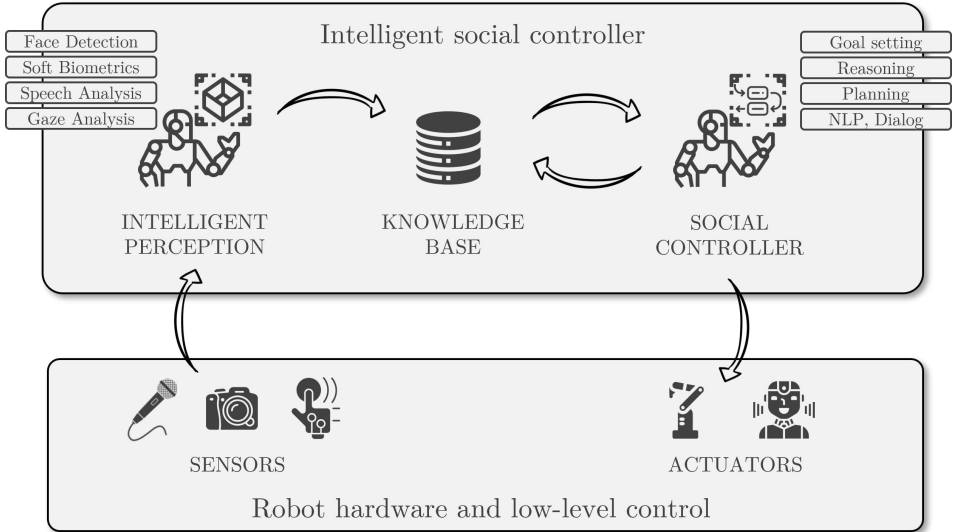 Intelligent social controller
Face Detection
Soft Biometrics
Speech Analysis
Gaze Analysis
Goal setting
Reasoning
Planning
NLP, Dialog
INTELLIGENT
PERCEPTION
KNOWLEDGE
BASE
SOCIAL
CONTROLLER
SENSORS
ACTUATORS
Robot hardware and low-level control